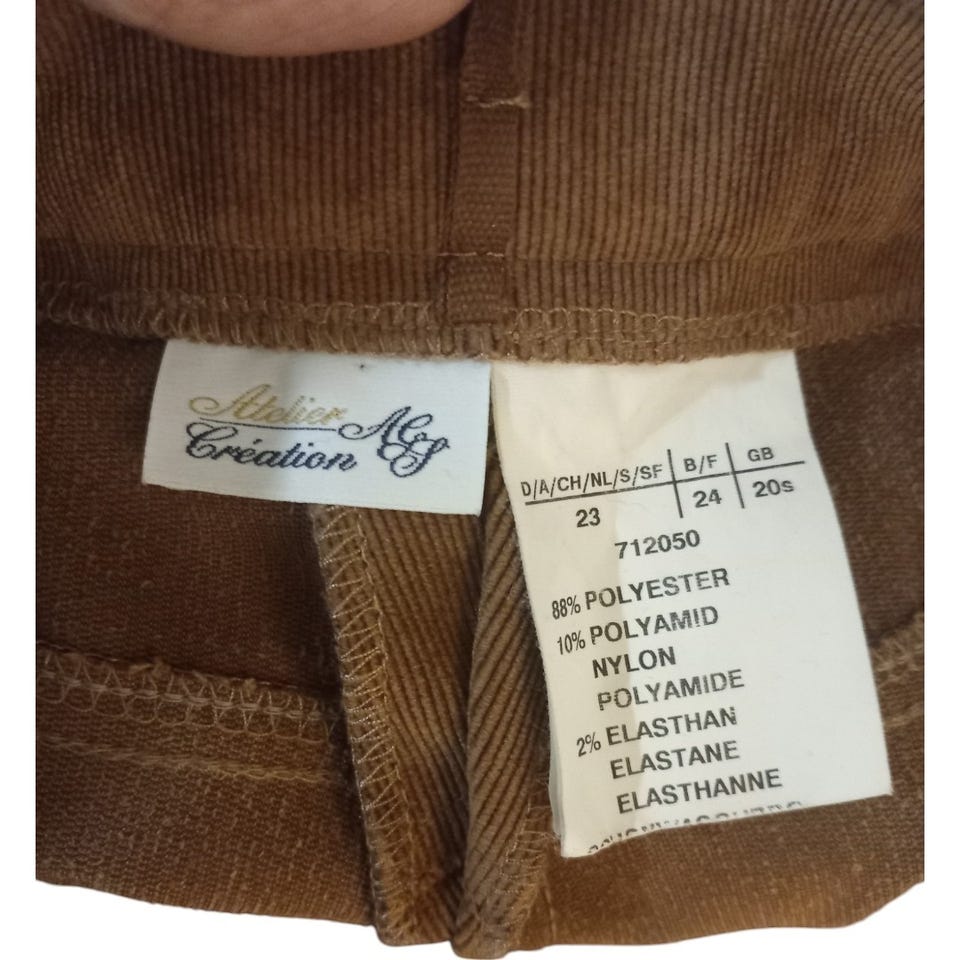 Atelier
Création
AGS
D/A/CH/NL/S/SF B/F GB
23 24 20s
712050
88% POLYESTER
10% POLYAMID
NYLON
POLYAMIDE
2% ELASTHAN
ELASTANE
ELASTHANNE